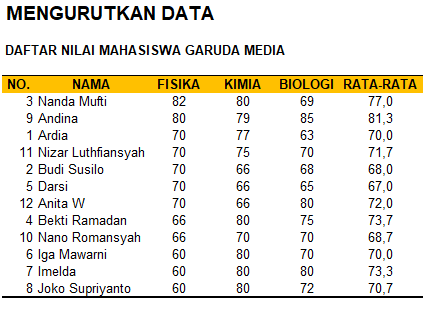 MENGURUTKAN DATA
DAFTAR NILAI MAHASISWA GARUDA MEDIA
NO. NAMA FISIKA KIMIA BIOLOGI RATA-RATA
3 Nanda Mufti 82 80 69 77,0
9 Andina 80 79 85 81,3
1 Ardia 70 77 63 70,0
11 Nizar Luthfiansyah 70 75 70 71,7
2 Budi Susilo 70 66 68 68,0
5 Darsi 70 66 65 67,0
12 Anita W 70 66 80 72,0
4 Bekti Ramadan 66 80 75 73,7
10 Nano Romansyah 66 70 70 68,7
6 Iga Mawarni 60 80 70 70,0
7 Imelda 60 80 80 73,3
8 Joko Supriyanto 60 80 72 70,7